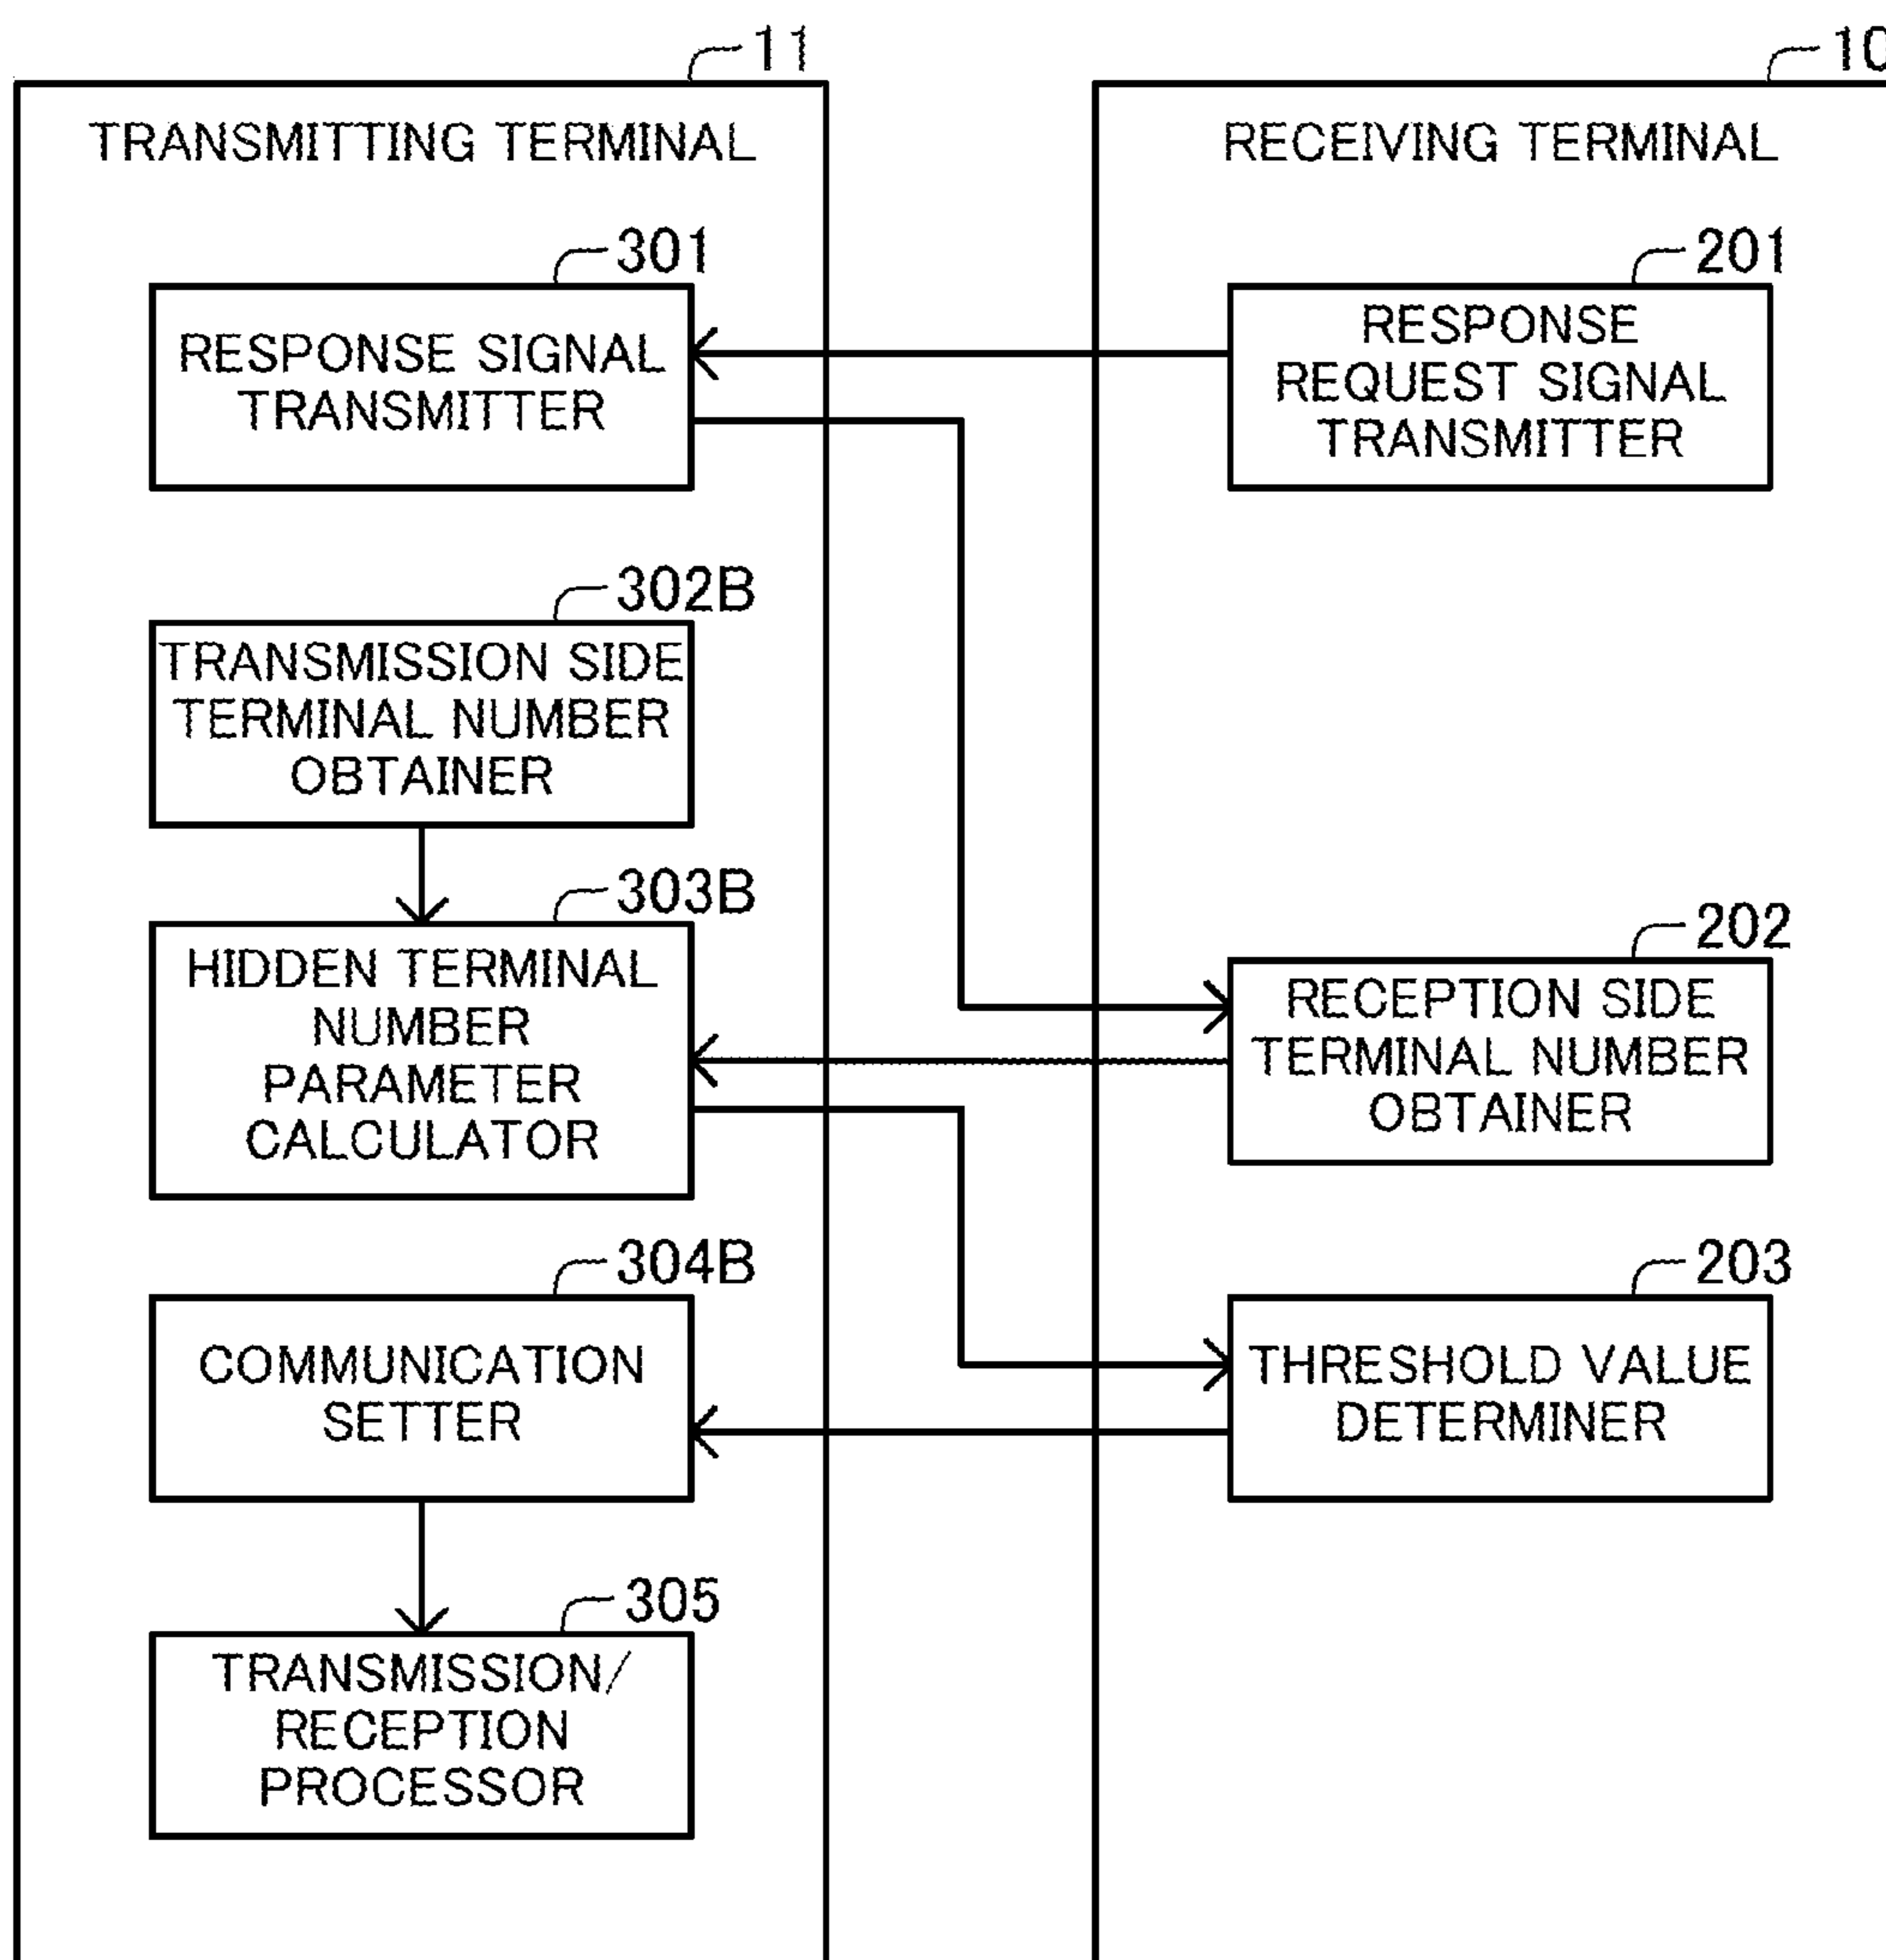 11
TRANSMITTING TERMINAL
301
RESPONSE SIGNAL
TRANSMITTER
302B
TRANSMISSION SIDE
TERMINAL NUMBER
OBTAINER
303B
HIDDEN TERMINAL
NUMBER
PARAMETER
CALCULATOR
304B
COMMUNICATION
SETTER
305
TRANSMISSION/
RECEPTION
PROCESSOR
10
RECEIVING TERMINAL
201
RESPONSE
REQUEST SIGNAL
TRANSMITTER
202
RECEPTION SIDE
TERMINAL NUMBER
OBTAINER
203
THRESHOLD VALUE
DETERMINER